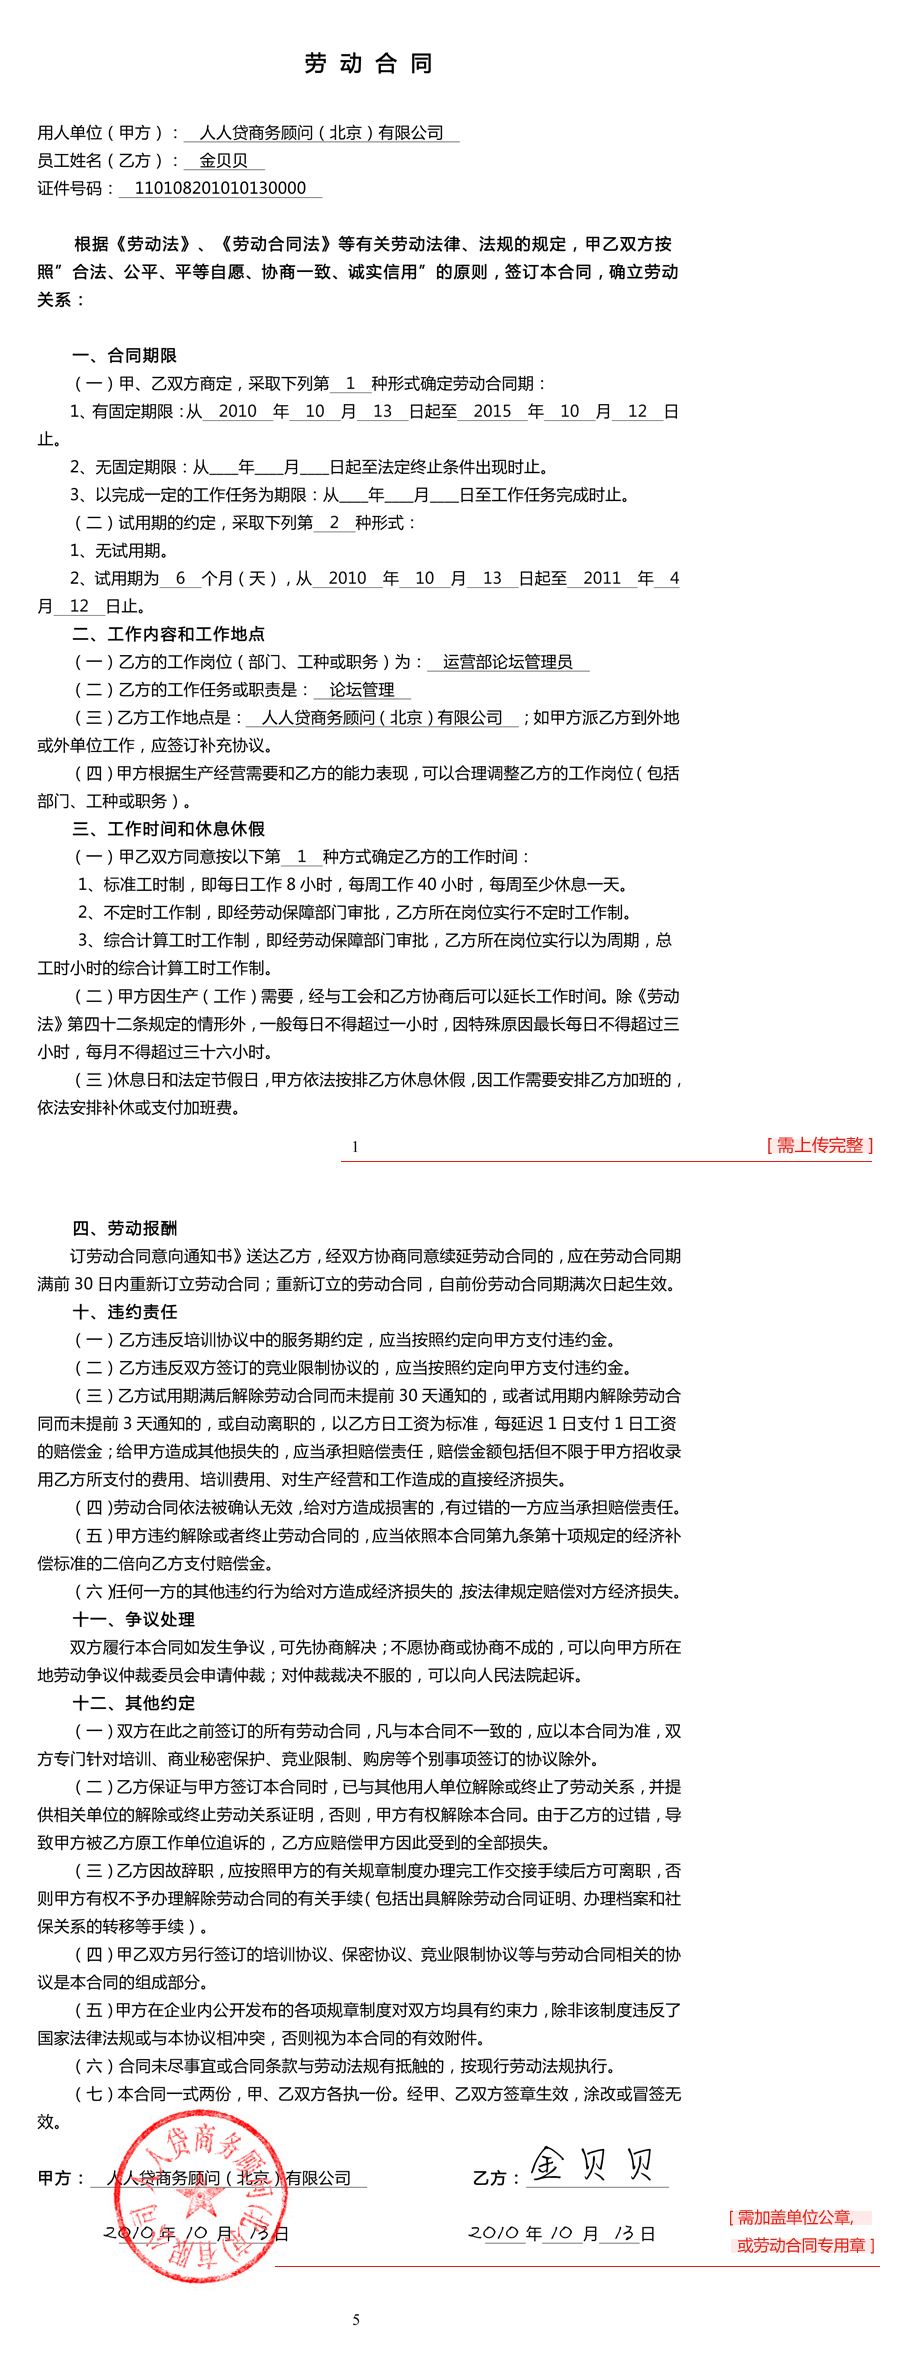 劳动合同
用人单位（甲方）： 人人贷商务顾问（北京）有限公司
员工姓名（乙方）： 金贝贝
证件号码： 110108201010130000
根据《劳动法》、《劳动合同法》等有关劳动法律、法规的规定，甲乙双方按
照”合法、公平、平等自愿、协商一致、诚实信用”的原则，签订本合同，确立劳动
关系：
一、合同期限
（一）甲、乙双方商定，采取下列第 1 种形式确定劳动合同期：
1、有固定期限：从 2010 年 10 月 13 日起至 2015 年 10 月 12 日
止。
2、无固定期限：从____年____月____日起至法定终止条件出现时止。
3、以完成一定的工作任务为期限：从____年____月____日至工作任务完成时止。
（二）试用期的约定，采取下列第 2 种形式：
1、无试用期。
2、试用期为 6 个月（天），从 2010 年 10 月 13 日起至 2011 年 4
月 12 日止。
二、工作内容和工作地点
（一）乙方的工作岗位（部门、工种或职务）为： 运营部论坛管理员
（二）乙方的工作任务或职责是： 论坛管理
（三）乙方工作地点是： 人人贷商务顾问（北京）有限公司 ；如甲方派乙方到外地
或外单位工作，应签订补充协议。
（四）甲方根据生产经营需要和乙方的能力表现，可以合理调整乙方的工作岗位（包括
部门、工种或职务）。
三、工作时间和休息休假
（一）甲乙双方同意按以下第 1 种方式确定乙方的工作时间：
1、标准工时制，即每日工作 8 小时，每周工作 40 小时，每周至少休息一天。
2、不定时工作制，即经劳动保障部门审批，乙方所在岗位实行不定时工作制。
3、综合计算工时工作制，即经劳动保障部门审批，乙方所在岗位实行以为周期，总
工时小时的综合计算工时工作制。
（二）甲方因生产（工作）需要，经与工会和乙方协商后可以延长工作时间。除《劳动
法》第四十二条规定的情形外，一般每日不得超过一小时，因特殊原因最长每日不得超过三
小时，每月不得超过三十六小时。
（三）休息日和法定节假日，甲方依法按排乙方休息休假，因工作需要安排乙方加班的，
依法安排补休或支付加班费。
1
[ 需上传完整 ]
四、劳动报酬
订劳动合同意向通知书》送达乙方，经双方协商同意续延劳动合同的，应在劳动合同期
满前 30 日内重新订立劳动合同；重新订立的劳动合同，自前份劳动合同期满次日起生效。
十、违约责任
（一）乙方违反培训协议中的服务期约定，应当按照约定向甲方支付违约金。
（二）乙方违反双方签订的竞业限制协议的，应当按照约定向甲方支付违约金。
（三）乙方试用期满后解除劳动合同而未提前 30 天通知的，或者试用期内解除劳动合
同而未提前 3 天通知的，或自动离职的，以乙方日工资为标准，每延迟 1 日支付 1 日工资
的赔偿金；给甲方造成其他损失的，应当承担赔偿责任，赔偿金额包括但不限于甲方招收录
用乙方所支付的费用、培训费用、对生产经营和工作造成的直接经济损失。
（四）劳动合同依法被确认无效，给对方造成损害的，有过错的一方应当承担赔偿责任。
（五）甲方违约解除或者终止劳动合同的，应当依照本合同第九条第十项规定的经济补
偿标准的二倍向乙方支付赔偿金。
（六）任何一方的其他违约行为给对方造成经济损失的，按法律规定赔偿对方经济损失。
十一、争议处理
双方履行本合同如发生争议，可先协商解决；不愿协商或协商不成的，可以向甲方所在
地劳动争议仲裁委员会申请仲裁；对仲裁裁决不服的，可以向人民法院起诉。
十二、其他约定
（一）双方在此之前签订的所有劳动合同，凡与本合同不一致的，应以本合同为准，双
方专门针对培训、商业秘密保护、竞业限制、购房等个别事项签订的协议除外。
（二）乙方保证与甲方签订本合同时，已与其他用人单位解除或终止了劳动关系，并提
供相关单位的解除或终止劳动关系证明，否则，甲方有权解除本合同。由于乙方的过错，导
致甲方被乙方原工作单位追诉的，乙方应赔偿甲方因此受到的全部损失。
（三）乙方因故辞职，应按照甲方的有关规章制度办理完工作交接手续后方可离职，否
则甲方有权不予办理解除劳动合同的有关手续（包括出具解除劳动合同证明、办理档案和社
保关系的转移等手续）。
（四）甲乙双方另行签订的培训协议、保密协议、竞业限制协议等与劳动合同相关的协
议是本合同的组成部分。
（五）甲方在企业内公开发布的各项规章制度对双方均具有约束力，除非该制度违反了
国家法律法规或与本协议相冲突，否则视为本合同的有效附件。
（六）合同未尽事宜或合同条款与劳动法规有抵触的，按现行劳动法规执行。
（七）本合同一式两份，甲、乙双方各执一份。经甲、乙双方签章生效，涂改或冒签无
效。
人人贷商务顾问(北京)有限公司
甲方： 人人贷商务顾问（北京）有限公司 乙方：金贝贝
2010 年 10 月 13 日 2010 年 10 月 13 日
[ 需加盖单位公章,
或劳动合同专用章 ]
5